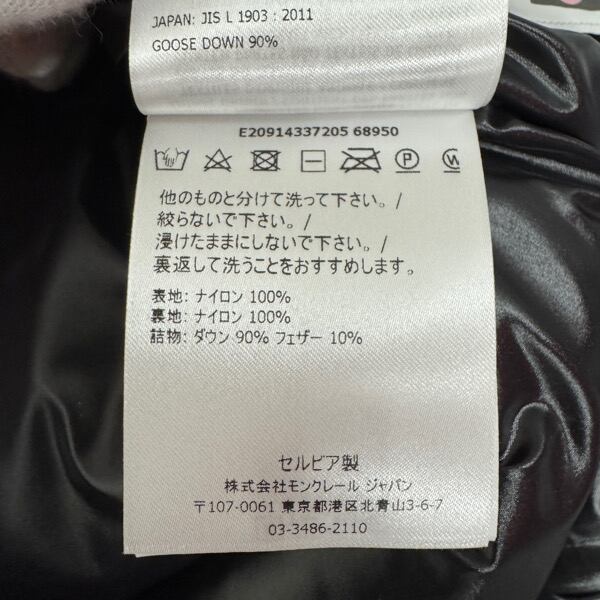 JAPAN: JIS L 1903 : 2011
GOOSE DOWN 90%
E20914337205 68950
P
W
他のものと分けて洗って下さい。/
絞らないで下さい。/
浸けたままにしないで下さい。/
裏返して洗うことをおすすめします。
表地: ナイロン 100%
裏地: ナイロン 100%
詰物: ダウン 90% フェザー 10%
セルビア製
株式会社モンクレール ジャパン
〒107-0061 東京都港区北青山3-6-7
03-3486-2110